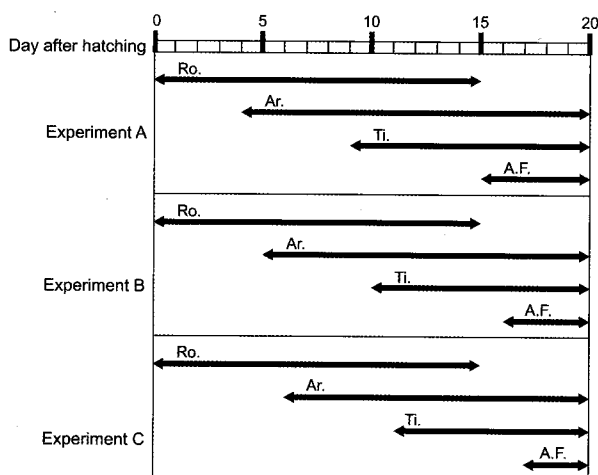 0 5 10 15 20
Day after hatching
Ro.
Ar.
Experiment A
Ti.
A.F.
Ro.
Ar.
Experiment B
Ti.
A.F.
Ro.
Ar.
Ti.
Experiment C
A.F.